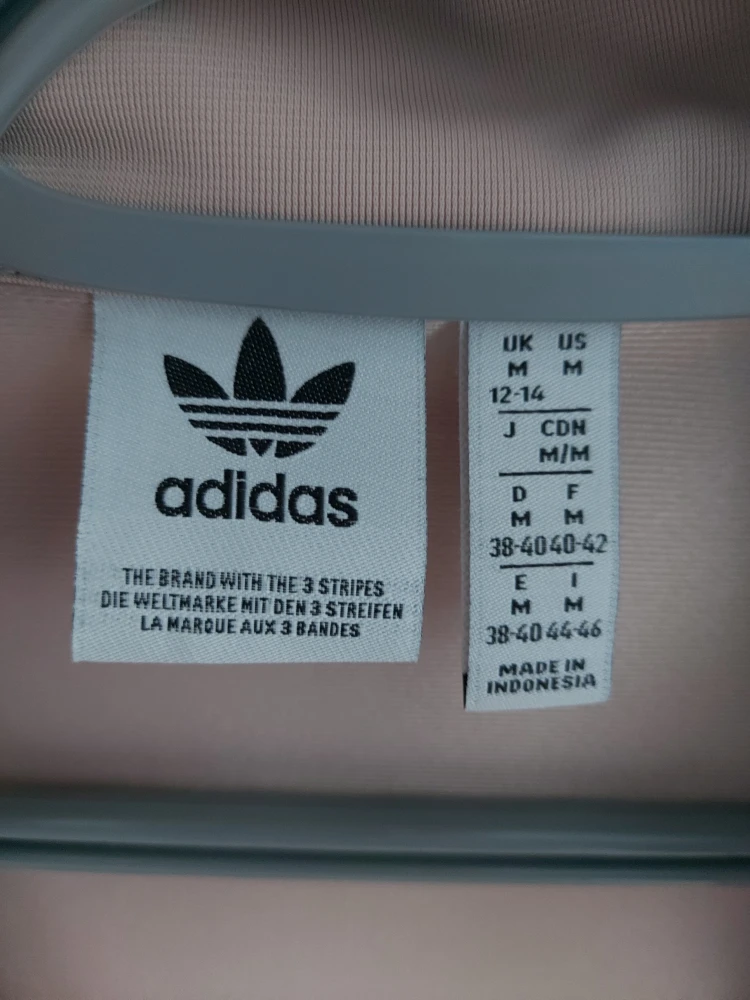 adidas
THE BRAND WITH THE 3 STRIPES
DIE WELTMARKE MIT DEN 3 STREIFEN
LA MARQUE AUX 3 BANDES
UK US
M M
12-14
J CDN
M/M
D F
M M
38-40 40-42
E I
M M
38-40 44-46
MADE IN
INDONESIA